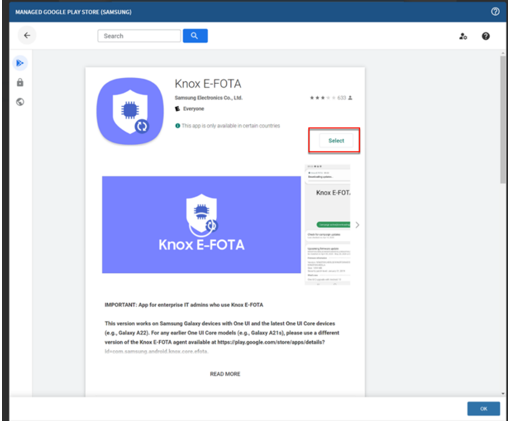 MANAGED GOOGLE PLAY STORE (SAMSUNG)
Search
Knox E-FOTA
Samsung Electronics Co., Ltd.
633
Everyone
This app is only available in certain countries
Select
Knox E-FOT.
Knox E-FOTA
IMPORTANT: App for enterprise IT admins who use Knox E-FOTA
This version works on Samsung Galaxy devices with One UI and the latest One UI Core devices
(e.g., Galaxy A22). For any earlier One UI Core models (e.g., Galaxy A21s), please use a different
version of the Knox E-FOTA agent available at https://play.google.com/store/apps/details?
id=com.samsung.android.knox.core.efota.
READ MORE
OK